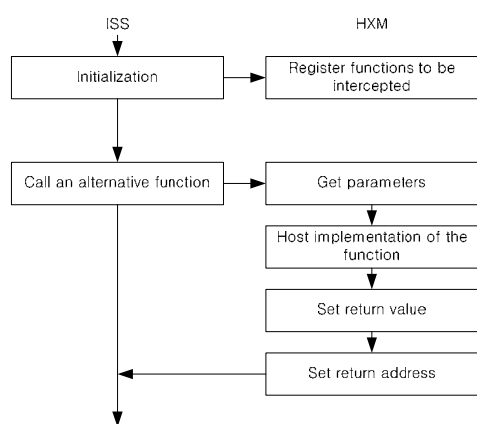 ISS
HXM
Initialization
Register functions to be
intercepted
Call an alternative function
Get parameters
Host implementation of the
function
Set return value
Set return address